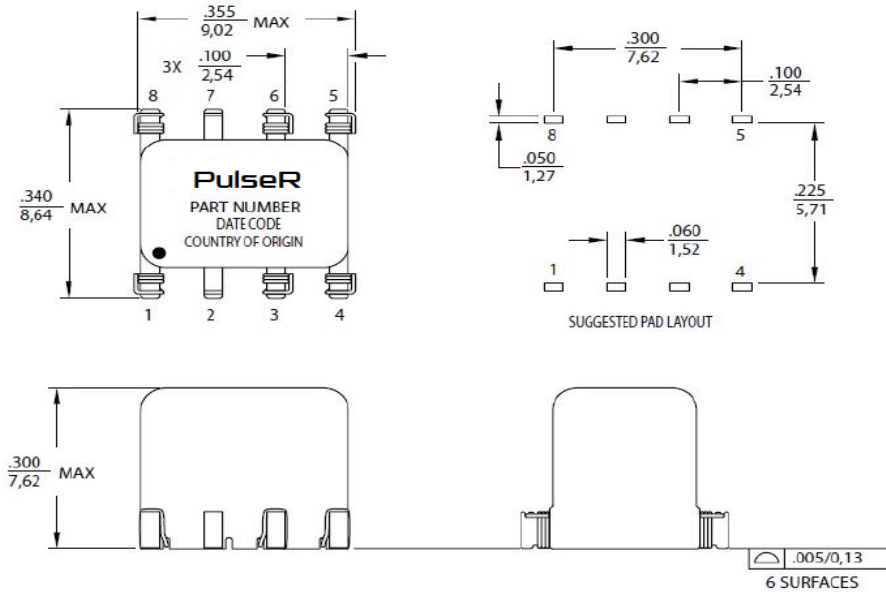 .355
9,02 MAX
3X .100
2,54
8 7 6 5
.340
8,64 MAX
PulseR
PART NUMBER
DATE CODE
COUNTRY OF ORIGIN
1 2 3 4
.300
7,62
.100
2,54
8 5
.050
1,27
.225
5,71
.060
1,52
1 4
SUGGESTED PAD LAYOUT
.300
7,62 MAX
.005/0,13
6 SURFACES